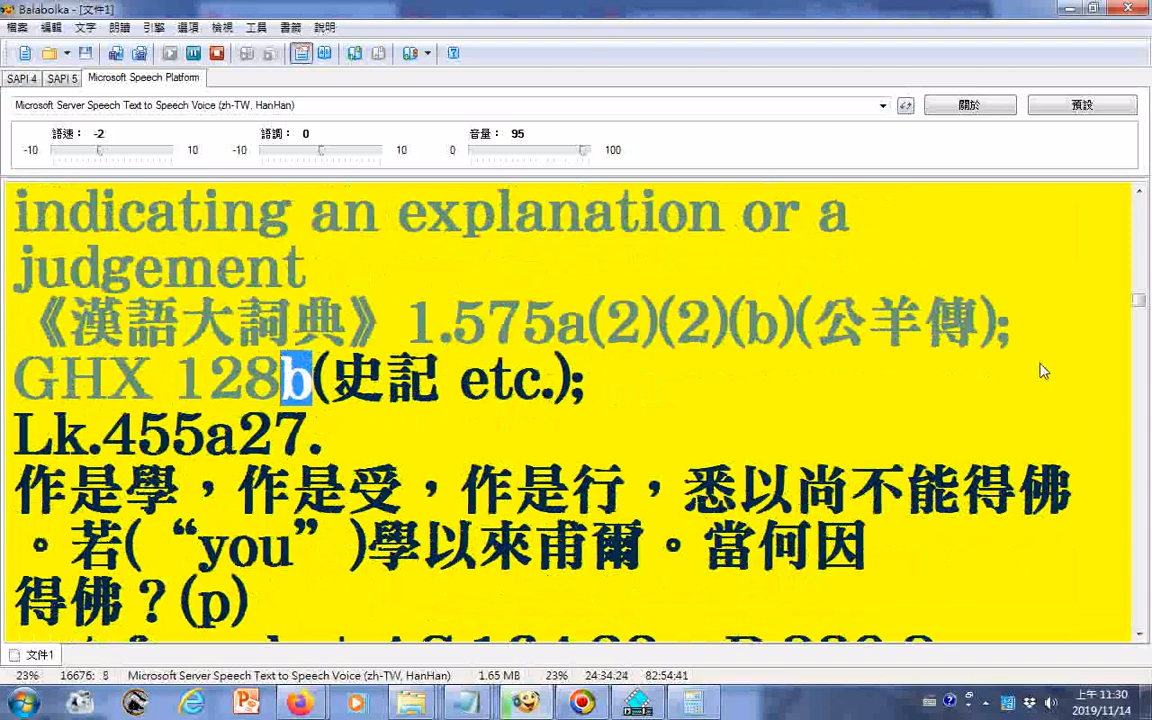 Balabolka - [文件1]
檔案 編輯 文字 朗讀 引擎 選項 檢視 工具 書籤 說明
SAPI 4 SAPI 5 Microsoft Speech Platform
Microsoft Server Speech Text to Speech Voice (zh-TW, HanHan) 關於 預設
語速： -2 語調： 0 音量： 95
-10 10 -10 10 0 100
indicating an explanation or a
judgement
《漢語大詞典》 1.575a(2)(2)(b)(公羊傳);
GHX 128b(史記 etc.);
Lk.455a27.
作是學，作是受，作是行，悉以尚不能得佛
。若(“you”)學以來甫爾。當何因
得佛？(p)
文件1
23% 16676: 8 Microsoft Server Speech Text to Speech Voice (zh-TW, HanHan) 1.65 MB 23% 24:34.24 82:54:41
上午 11:30
2019/11/14